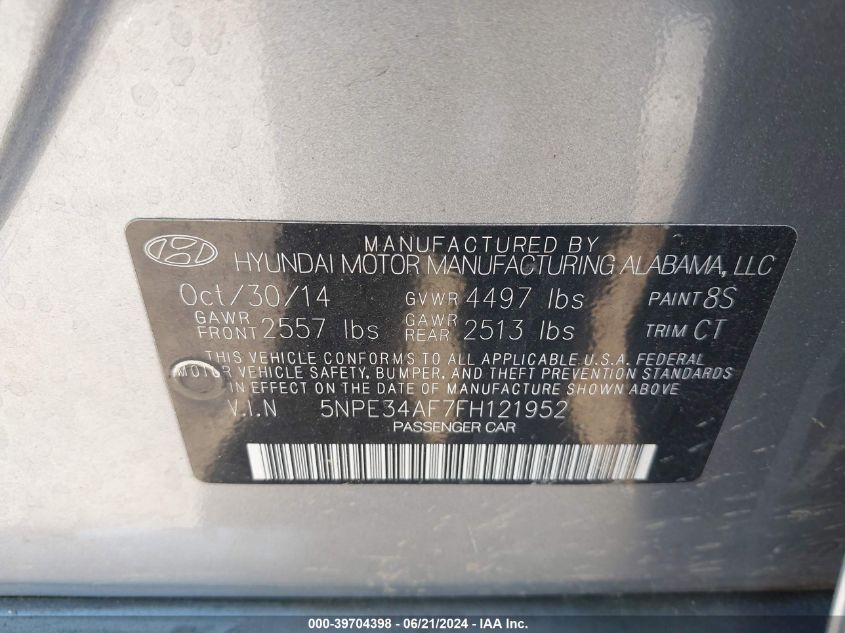 MANUFACTURED BY
HYUNDAI MOTOR MANUFACTURING ALABAMA, LLC
Oct/30/14 GVWR 4497 lbs PAINT 8S
GAWR FRONT 2557 lbs GAWR REAR 2513 lbs TRIM CT
THIS VEHICLE CONFORMS TO ALL APPLICABLE U.S.A. FEDERAL
MOTOR VEHICLE SAFETY, BUMPER, AND THEFT PREVENTION STANDARDS
IN EFFECT ON THE DATE OF MANUFACTURE SHOWN ABOVE
V.I.N 5NPE34AF7FH121952
PASSENGER CAR
000-39704398 - 06/21/2024 - IAA Inc.